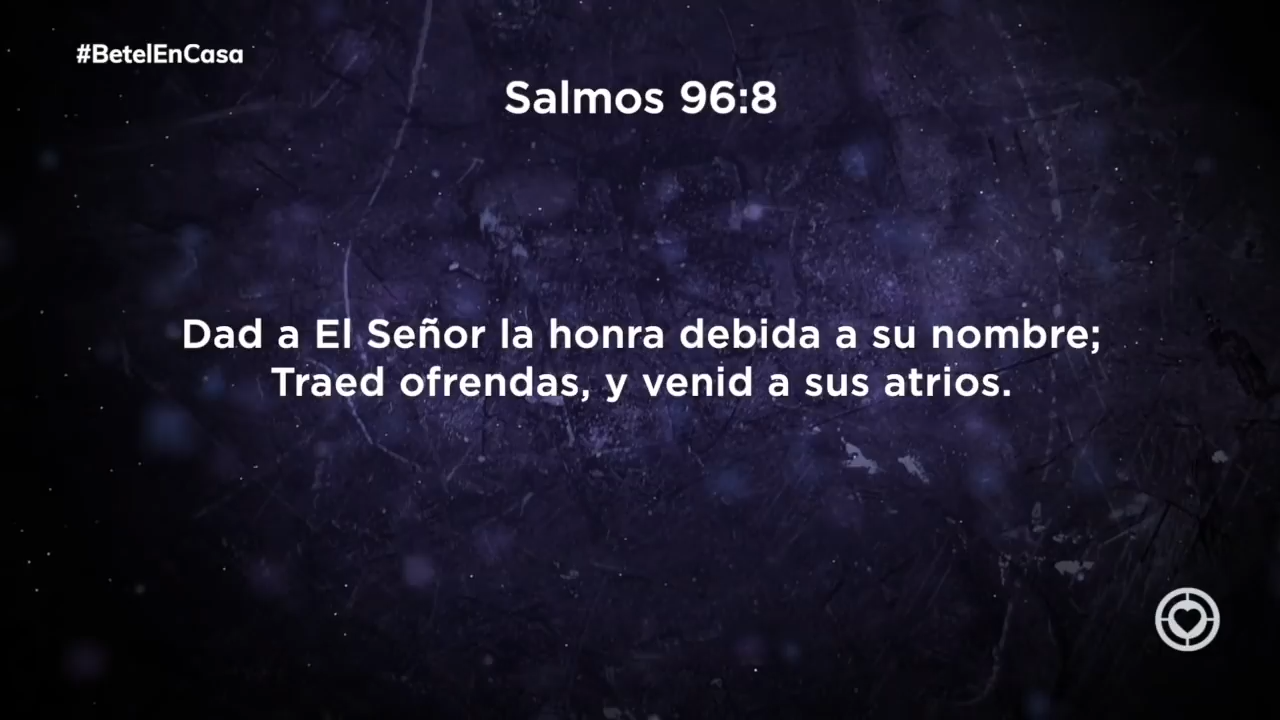 #BetelEnCasa
Salmos 96:8
Dad a El Señor la honra debida a su nombre;
Traed ofrendas, y venid a sus atrios.